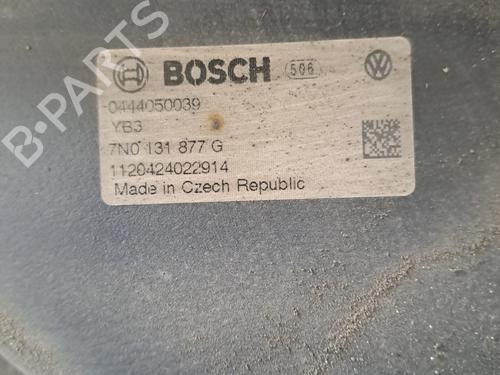 BOSCH 506
0444050039
YB3
7N0 131 877 G
1120424022914
Made in Czech Republic
B-PARTS